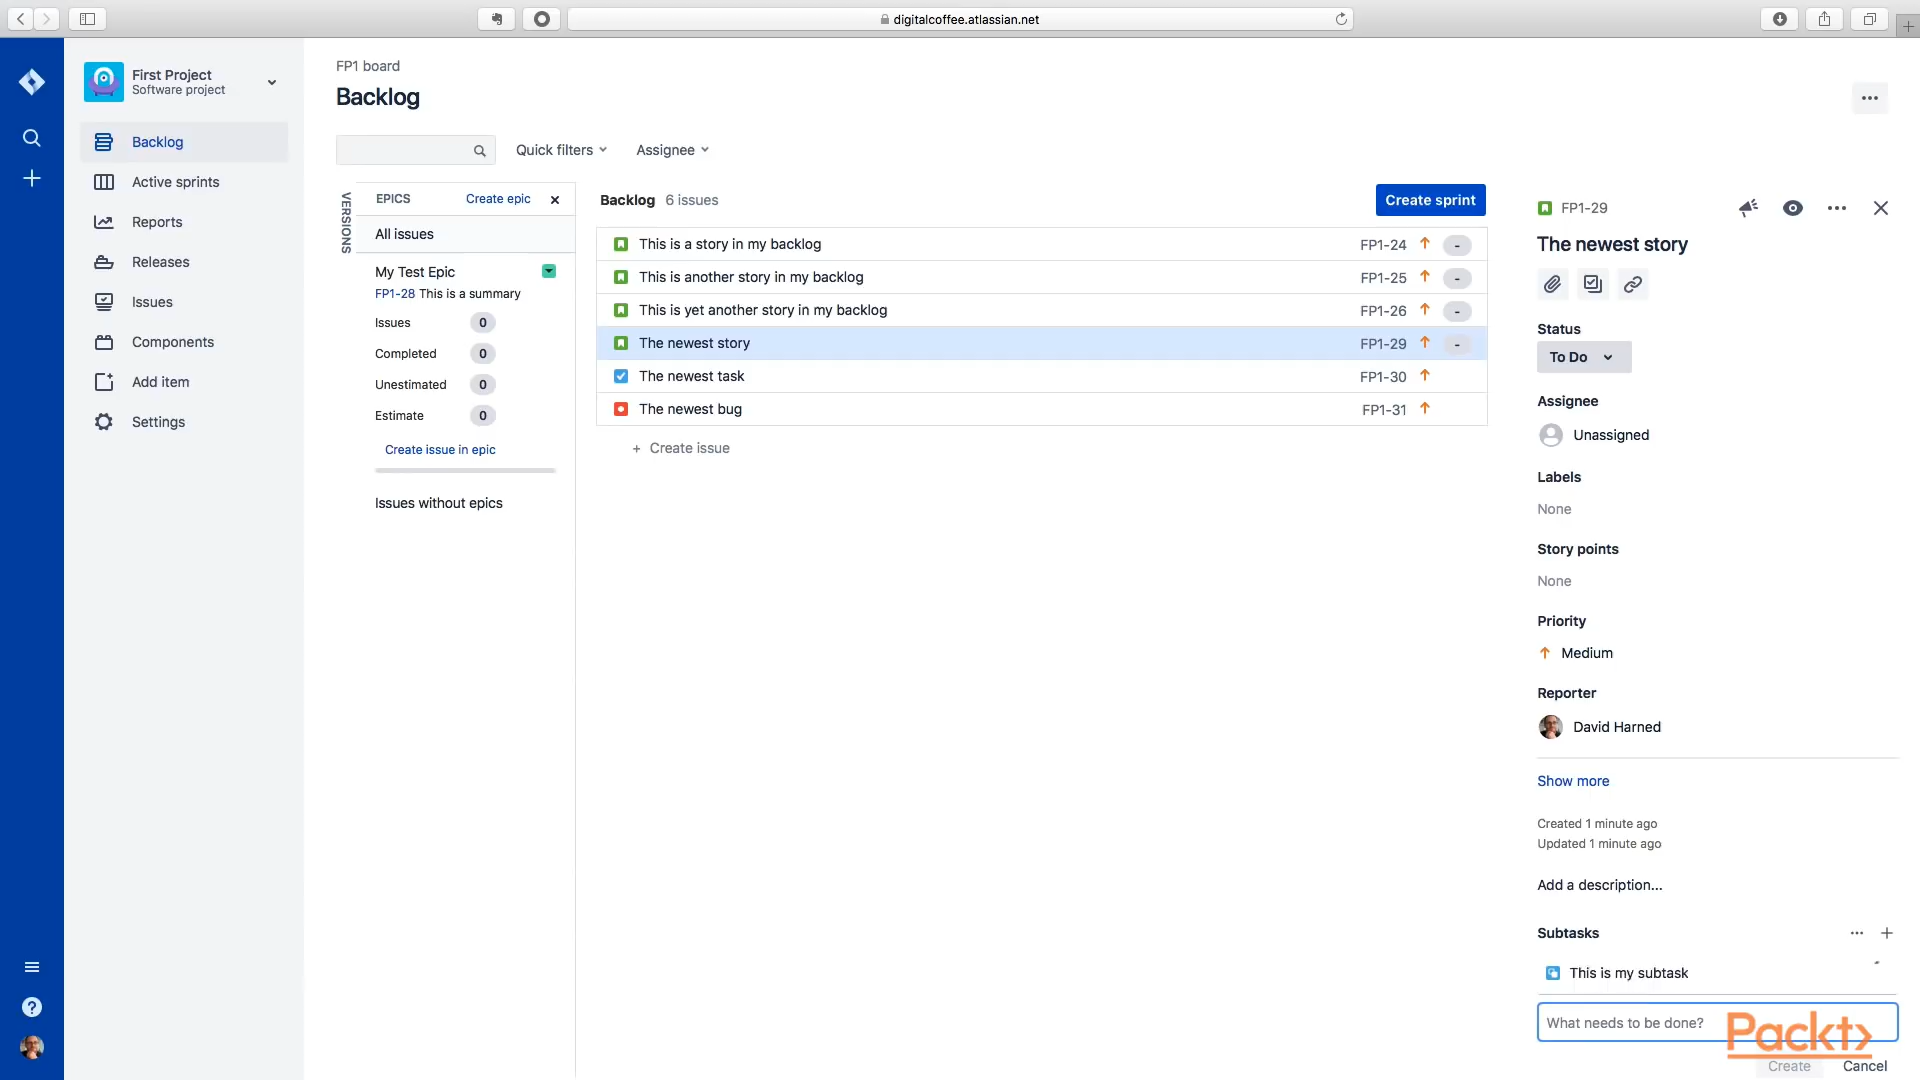 digitalcoffee.atlassian.net
First Project
Software project
Backlog
Active sprints
Reports
Releases
Issues
Components
Add item
Settings
FP1 board
Backlog
Quick filters
Assignee
VERSIONS
EPICS
Create epic
All issues
My Test Epic
FP1-28 This is a summary
Issues 0
Completed 0
Unestimated 0
Estimate 0
Create issue in epic
Issues without epics
Backlog 6 issues
Create sprint
This is a story in my backlog FP1-24 -
This is another story in my backlog FP1-25 -
This is yet another story in my backlog FP1-26 -
The newest story FP1-29 -
The newest task FP1-30
The newest bug FP1-31
+ Create issue
FP1-29
The newest story
Status
To Do
Assignee
Unassigned
Labels
None
Story points
None
Priority
Medium
Reporter
David Harned
Show more
Created 1 minute ago
Updated 1 minute ago
Add a description...
Subtasks
This is my subtask
What needs to be done?
Packt>
Create
Cancel